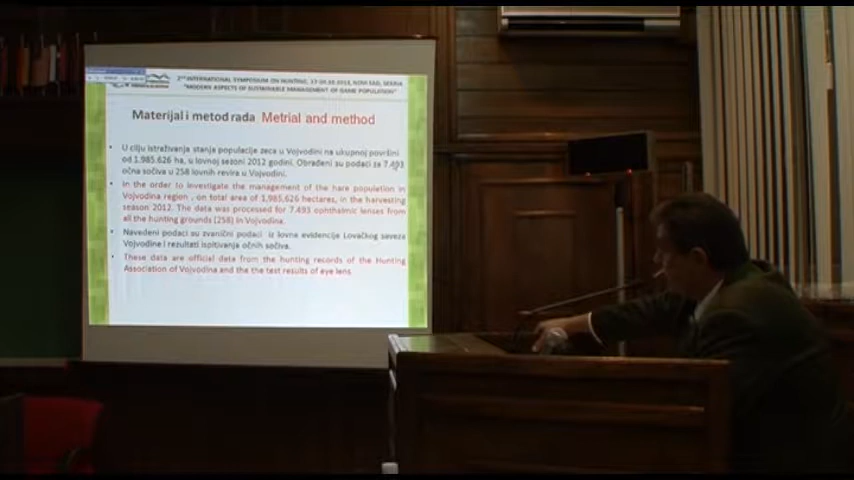 2nd INTERNATIONAL SYMPOSIUM ON HUNTING, 17-20.10.2013, NOVI SAD, SERBIA
"MODERN ASPECTS OF SUSTAINABLE MANAGEMENT OF GAME POPULATION"
Materijal i metod rada Metrial and method
• U cilju istraživanja stanja populacije zeca u Vojvodini na ukupnoj površini
od 1.985.626 ha, u lovnoj sezoni 2012 godini. Obrađeni su podaci za 7.493
očna sočiva u 258 lovnih revira u Vojvodini.
• In the order to investigate the management of the hare population in
Vojvodina region , on total area of 1,985,626 hectares, in the harvesting
season 2012. The data was processed for 7.493 ophthalmic lenses from
all the hunting grounds (258) in Vojvodina.
• Navedeni podaci su zvanični podaci iz lovne evidencije Lovačkog saveza
Vojvodine i rezultati ispitivanja očnih sočiva.
• These data are official data from the hunting records of the Hunting
Association of Vojvodina and the the test results of eye lens